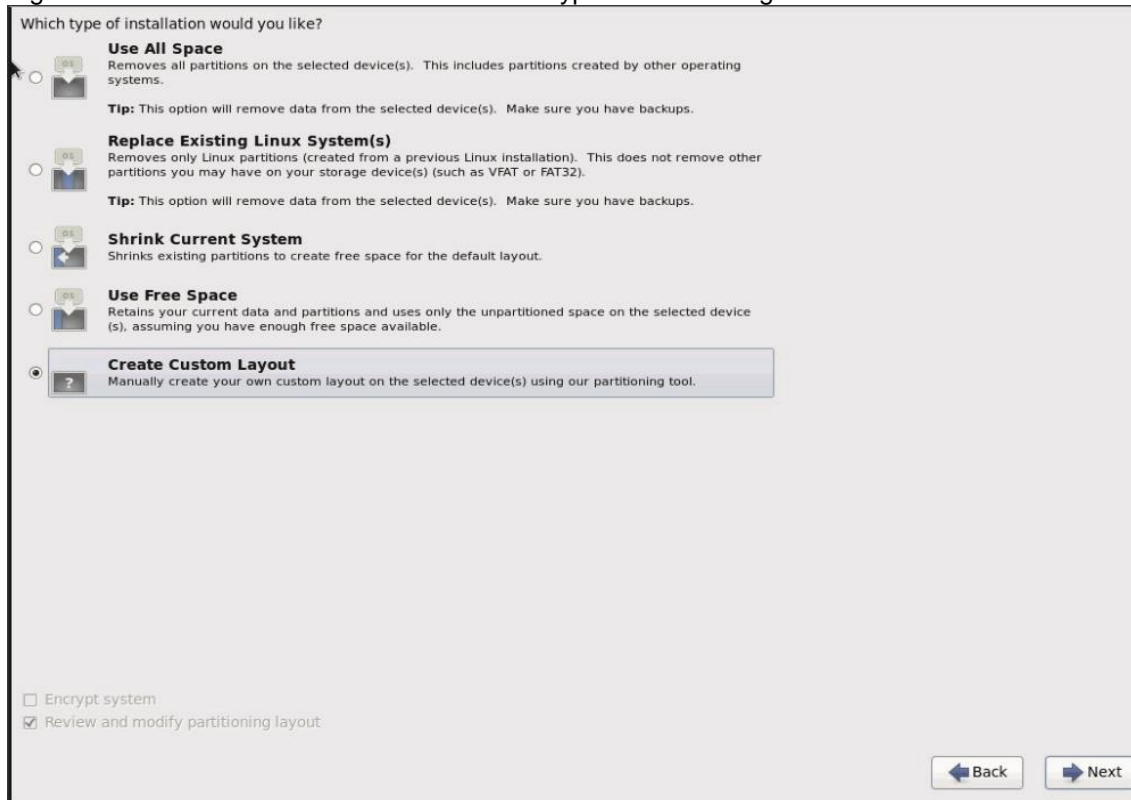 Which type of installation would you like?
Use All Space
Removes all partitions on the selected device(s). This includes partitions created by other operating
systems.
Tip: This option will remove data from the selected device(s). Make sure you have backups.
Replace Existing Linux System(s)
Removes only Linux partitions (created from a previous Linux installation). This does not remove other
partitions you may have on your storage device(s) (such as VFAT or FAT32).
Tip: This option will remove data from the selected device(s). Make sure you have backups.
Shrink Current System
Shrinks existing partitions to create free space for the default layout.
Use Free Space
Retains your current data and partitions and uses only the unpartitioned space on the selected device
(s), assuming you have enough free space available.
Create Custom Layout
Manually create your own custom layout on the selected device(s) using our partitioning tool.
Encrypt system
Review and modify partitioning layout
Back
Next